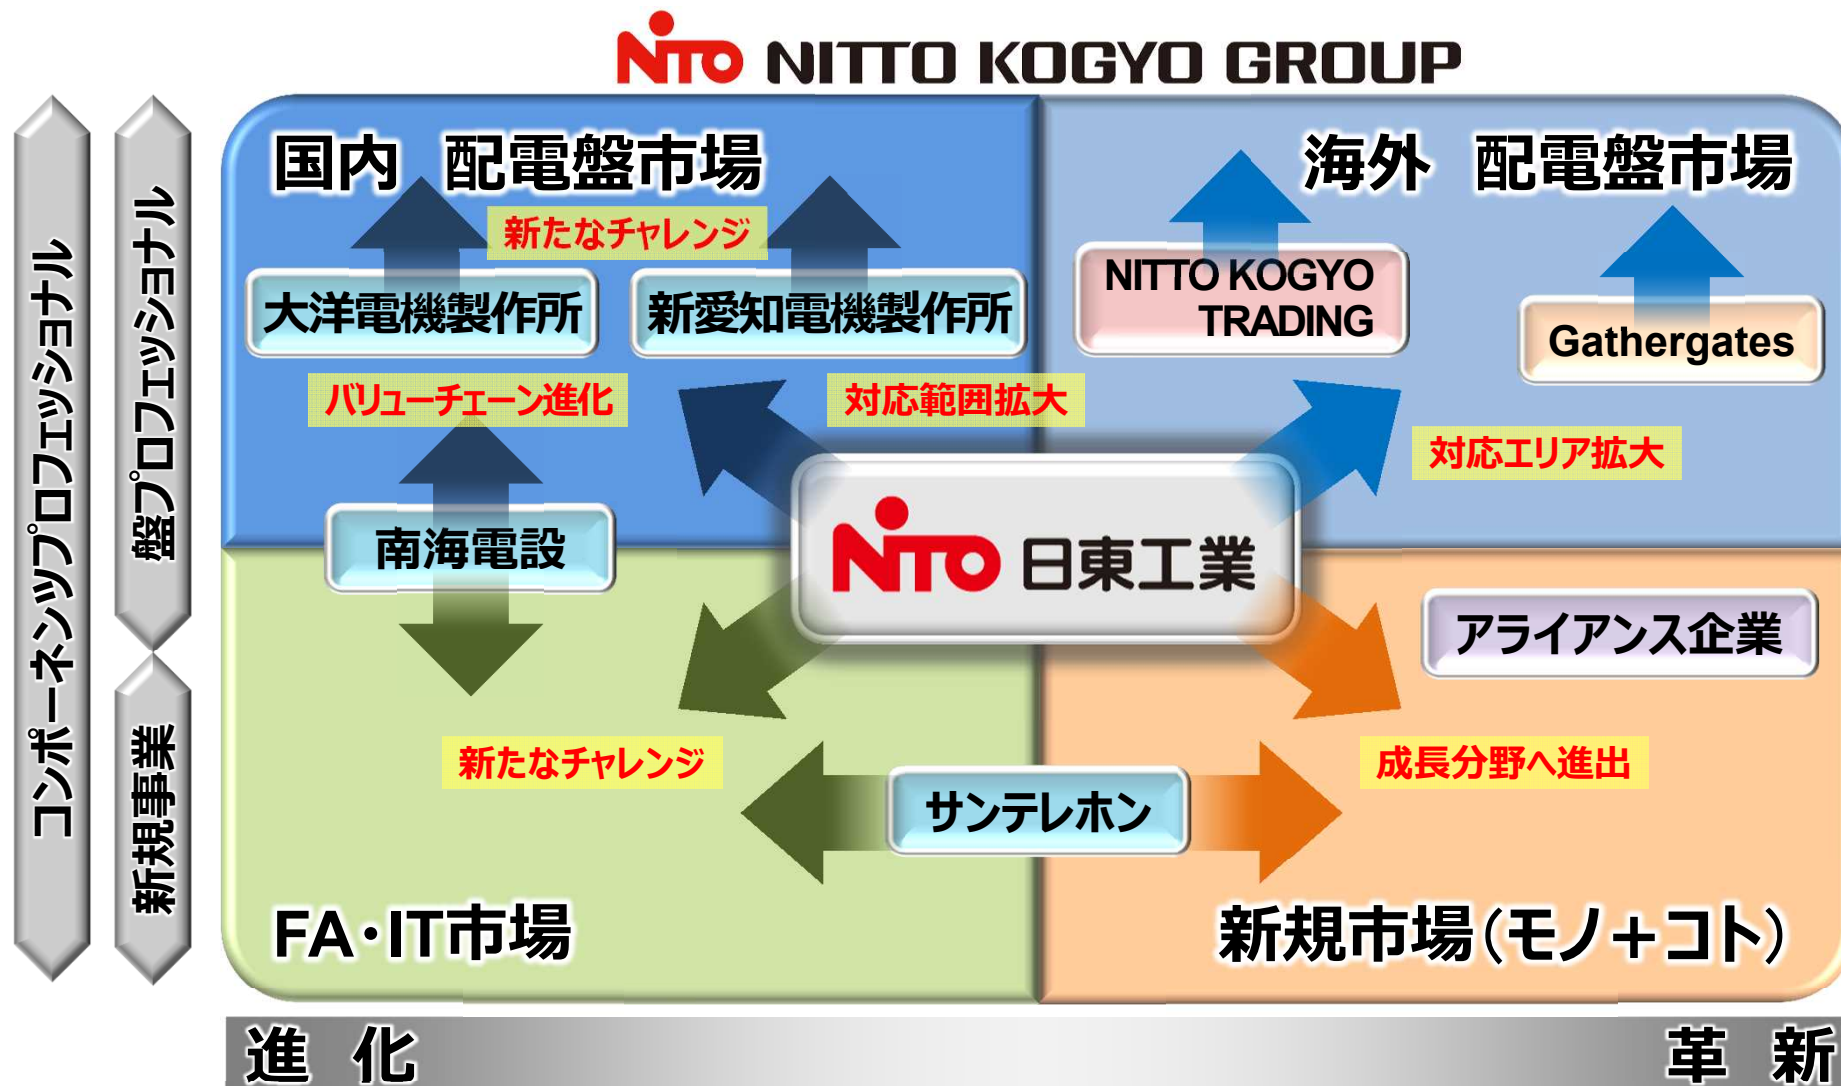 NITO NITTO KOGYO GROUP
コンポーネンツプロフェッショナル
盤プロフェッショナル
新規事業
国内 配電盤市場
新たなチャレンジ
大洋電機製作所
新愛知電機製作所
バリューチェーン進化
対応範囲拡大
南海電設
海外 配電盤市場
NITTO KOGYO
TRADING
Gathergates
対応エリア拡大
NITO 日東工業
アライアンス企業
新たなチャレンジ
成長分野へ進出
サンテレホン
FA・IT市場
新規市場(モノ+コト)
進 化
革 新